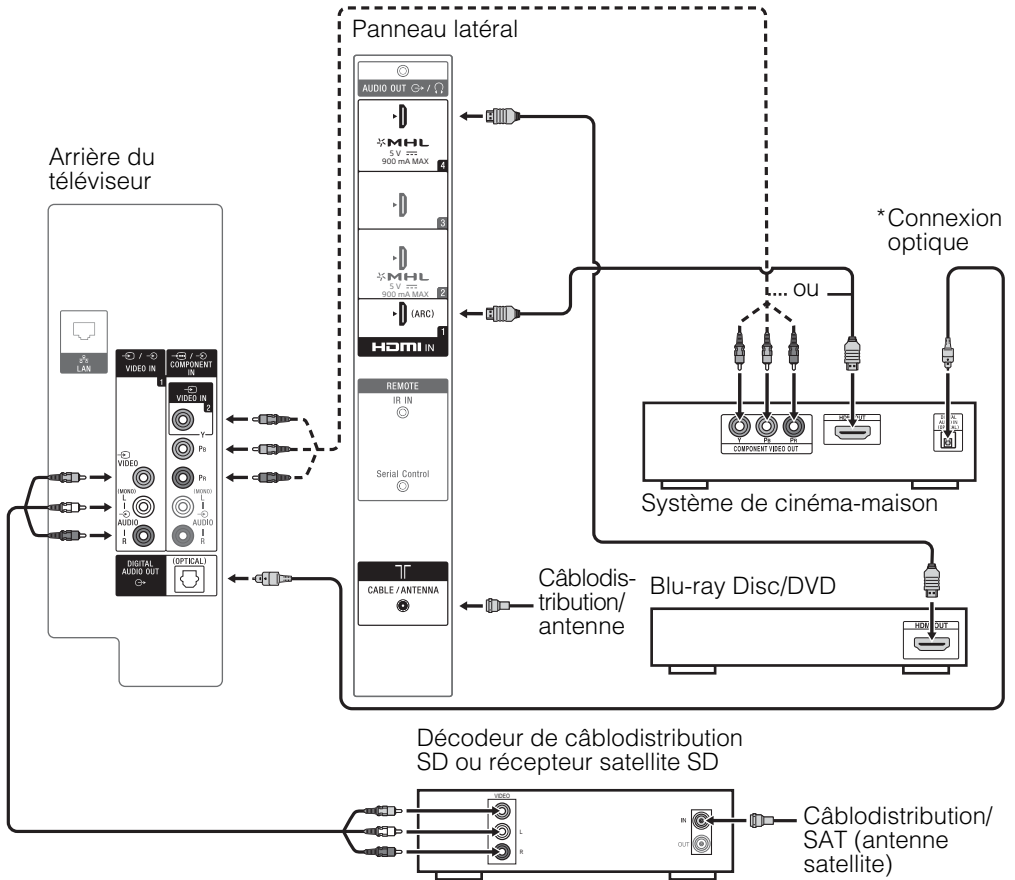 Panneau latéral
AUDIO OUT /
MHL
5 V
900 mA MAX
4
3
MHL
5 V
900 mA MAX
2
(ARC)
1
HDMI IN
REMOTE
IR IN
Serial Control
CABLE / ANTENNA
Arrière du
téléviseur
LAN
/
VIDEO IN
1
/
COMPONENT
IN
VIDEO IN
2
Y
PB
PR
VIDEO
(MONO)
L
AUDIO
R
(MONO)
L
AUDIO
R
DIGITAL
AUDIO OUT
(OPTICAL)
*Connexion
optique
.... ou
Y
PB
PR
COMPONENT VIDEO OUT
HDMI OUT
DIGITAL
AUDIO IN
(OPTICAL)
Système de cinéma-maison
Câblodis-
tribution/
antenne
Blu-ray Disc/DVD
HDMI OUT
Décodeur de câblodistribution
SD ou récepteur satellite SD
VIDEO
L
R
IN
OUT
Câblodistribution/
SAT (antenne
satellite)